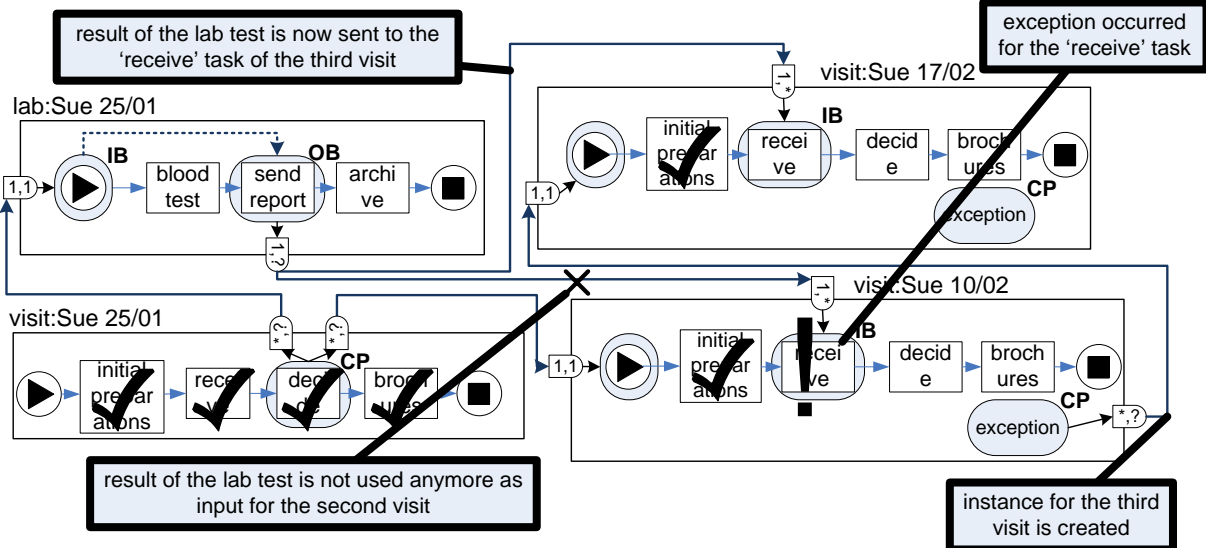 result of the lab test is now sent to the
‘receive’ task of the third visit
exception occurred
for the ‘receive’ task
lab:Sue 25/01
IB
OB
1,1
blood
test
send
report
archi
ve
1,?
visit:Sue 17/02
1,*
IB
1,1
initial
prepar
ations
recei
ve
decid
e
broch
ures
CP
exception
visit:Sue 25/01
?,*
?,*
CP
initial
prepar
ations
recei
ve
deci
de
broch
ures
visit:Sue 10/02
1,*
IB
1,1
initial
prepar
ations
recei
ve
!
decid
e
broch
ures
CP
exception
*,?
result of the lab test is not used anymore as
input for the second visit
instance for the third
visit is created